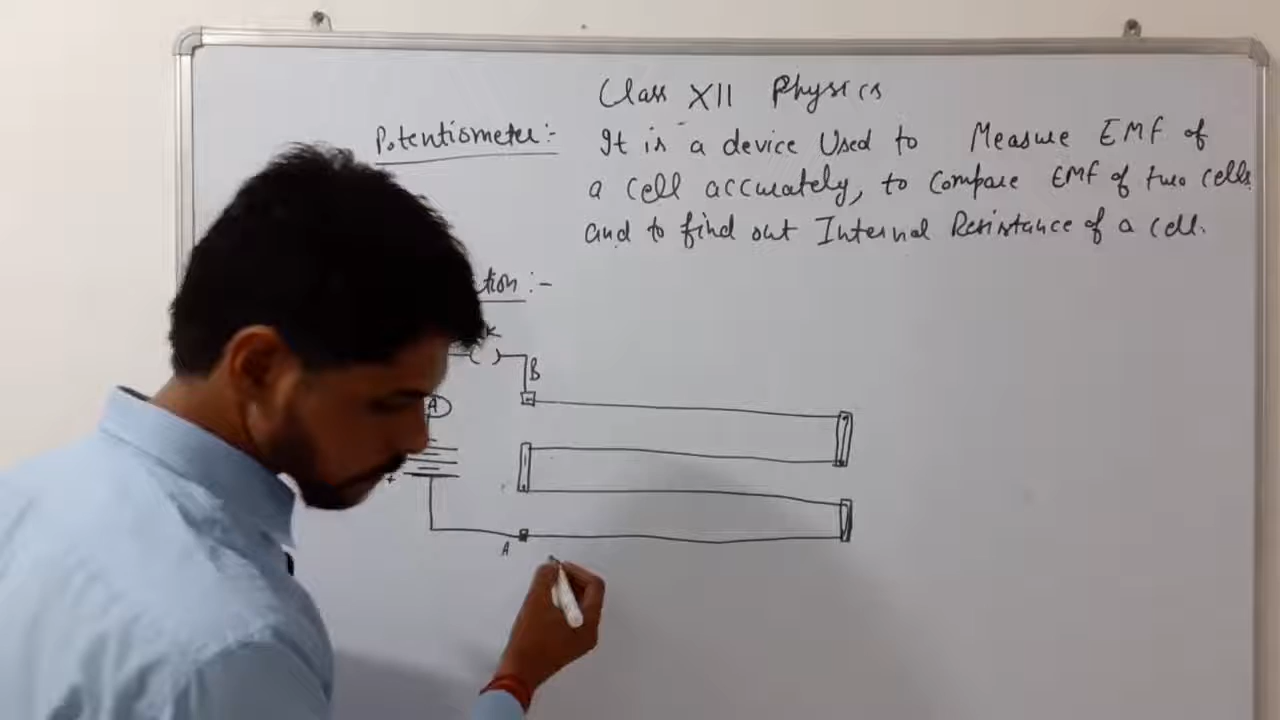 Class XII Physics
Potentiometer:- It is a device Used to Measure EMF of
a cell accurately, to Compare EMF of two cells
and to find out Internal Resistance of a cell.
tion :-
K
B
A
+
A